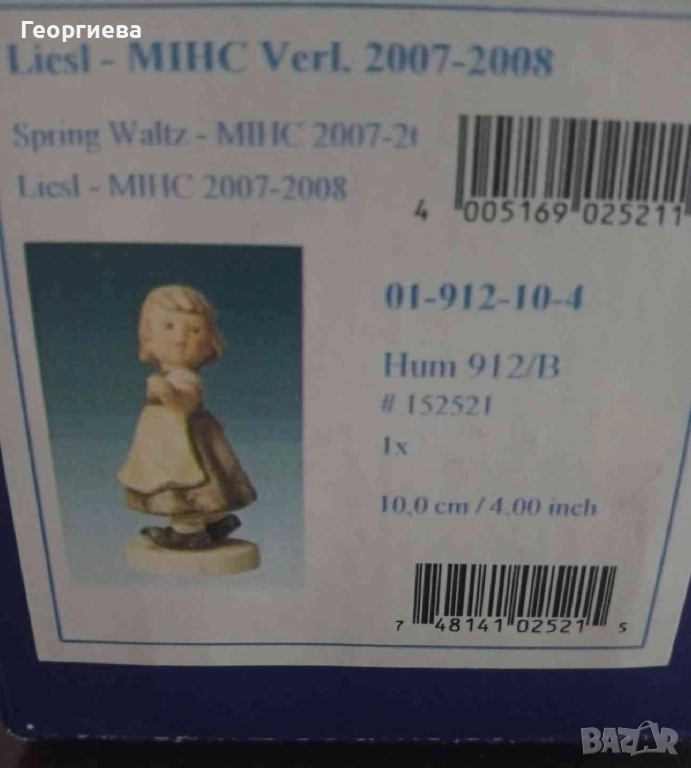 Георгиева
Liesl - MIHC Verl. 2007-2008
Spring Waltz - MIHC 2007-2
Liesl - MIHC 2007-2008
4 005169 025211
01-912-10-4
Hum 912/B
# 152521
1x
10,0 cm / 4.00 inch
7 48141 02521 5
BAZAR